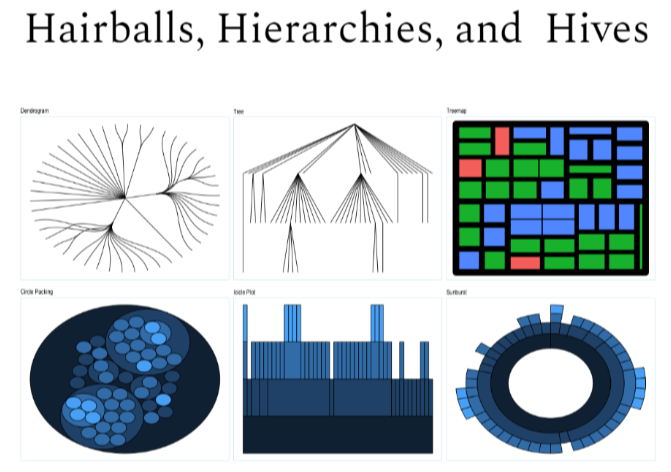 Hairballs, Hierarchies, and Hives
Dendrogram
Tree
Treemap
Circle Packing
Icicle Plot
Sunburst